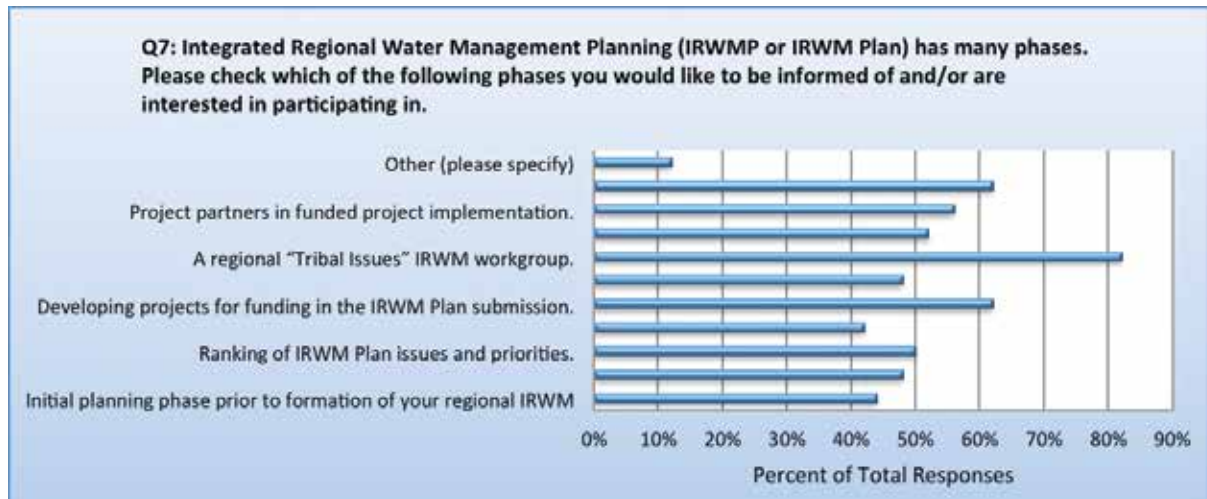 Q7: Integrated Regional Water Management Planning (IRWMP or IRWM Plan) has many phases.
Please check which of the following phases you would like to be informed of and/or are
interested in participating in.
Other (please specify)
Project partners in funded project implementation.
A regional “Tribal Issues” IRWM workgroup.
Developing projects for funding in the IRWM Plan submission.
Ranking of IRWM Plan issues and priorities.
Initial planning phase prior to formation of your regional IRWM
0% 10% 20% 30% 40% 50% 60% 70% 80% 90%
Percent of Total Responses